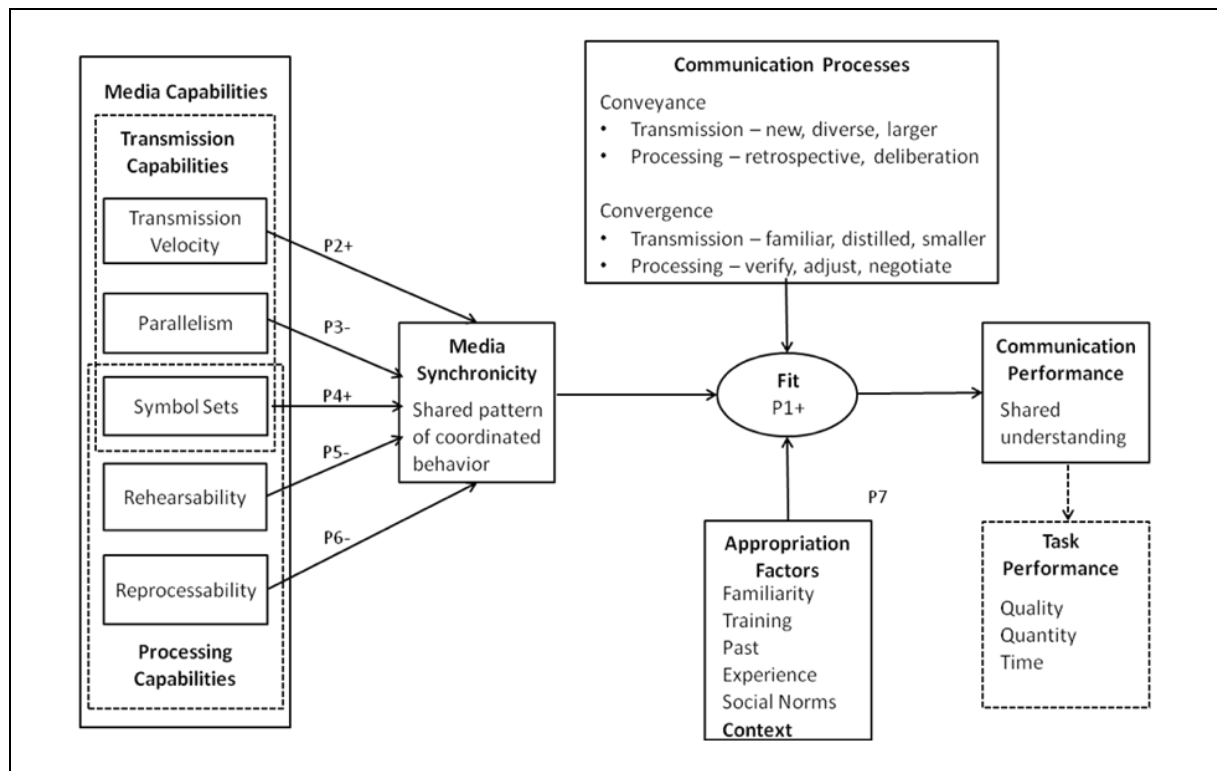 Media Capabilities
Transmission
Capabilities
Transmission
Velocity
Parallelism
Symbol Sets
Rehearsability
Reprocessability
Processing
Capabilities
P2+
P3-
P4+
P5-
P6-
Media
Synchronicity
Shared pattern
of coordinated
behavior
Communication Processes
Conveyance
• Transmission – new, diverse, larger
• Processing – retrospective, deliberation
Convergence
• Transmission – familiar, distilled, smaller
• Processing – verify, adjust, negotiate
Fit
P1+
P7
Appropriation
Factors
Familiarity
Training
Past
Experience
Social Norms
Context
Communication
Performance
Shared
understanding
Task
Performance
Quality
Quantity
Time